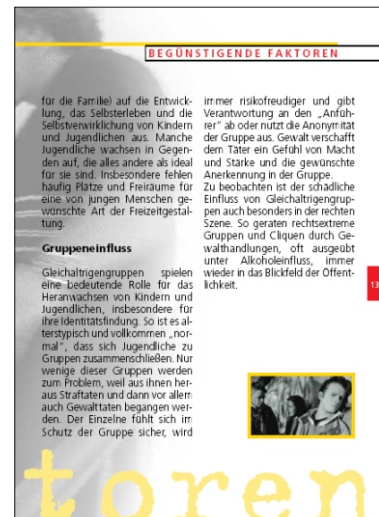 BEGÜNSTIGENDE FAKTOREN
für die Familie) auf die Entwick-
lung, das Selbsterleben und die
Selbstverwirklichung von Kindern
und Jugendlichen aus. Manche
Jugendliche wachsen in Gegen-
den auf, die alles andere als ideal
für sie sind. Insbesondere fehlen
häufig Plätze und Freiräume für
eine von jungen Menschen ge-
wünschte Art der Freizeitgestal-
tung.
Gruppeneinfluss
Gleichaltrigengruppen spielen
eine bedeutende Rolle für das
Heranwachsen von Kindern und
Jugendlichen, insbesondere für
ihre Identitätsfindung. So ist es al-
terstypisch und vollkommen „nor-
mal", dass sich Jugendliche zu
Gruppen zusammenschließen. Nur
wenige dieser Gruppen werden
zum Problem, weil aus ihnen her-
aus Straftaten und dann vor allem
auch Gewalttaten begangen wer-
den. Der Einzelne fühlt sich im
Schutz der Gruppe sicher, wird
immer risikofreudiger und gibt
Verantwortung an den „Anfüh-
rer" ab oder nutzt die Anonymität
der Gruppe aus. Gewalt verschafft
dem Täter ein Gefühl von Macht
und Stärke und die gewünschte
Anerkennung in der Gruppe.
Zu beobachten ist der schädliche
Einfluss von Gleichaltrigengrup-
pen auch besonders in der rechten
Szene. So geraten rechtsextreme
Gruppen und Cliquen durch Ge-
walthandlungen, oft ausgeübt
unter Alkoholeinfluss, immer
wieder in das Blickfeld der Öffent-
lichkeit.
13
toren